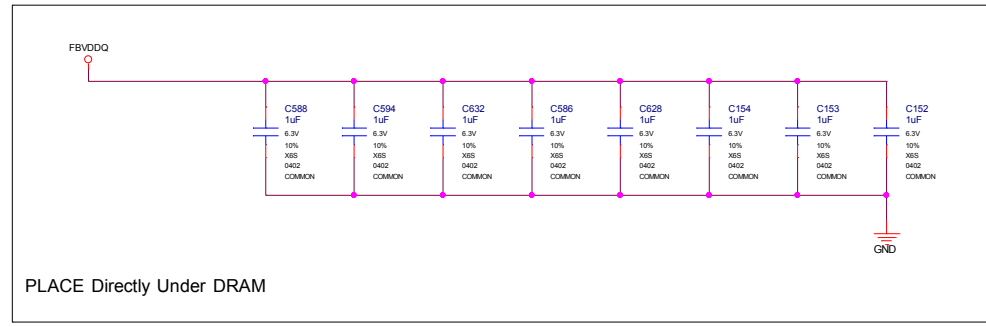 FBVDDQ
C588
1uF
6.3V
10%
X6S
0402
COMMON
C594
1uF
6.3V
10%
X6S
0402
COMMON
C632
1uF
6.3V
10%
X6S
0402
COMMON
C586
1uF
6.3V
10%
X6S
0402
COMMON
C628
1uF
6.3V
10%
X6S
0402
COMMON
C154
1uF
6.3V
10%
X6S
0402
COMMON
C153
1uF
6.3V
10%
X6S
0402
COMMON
C152
1uF
6.3V
10%
X6S
0402
COMMON
GND
PLACE Directly Under DRAM